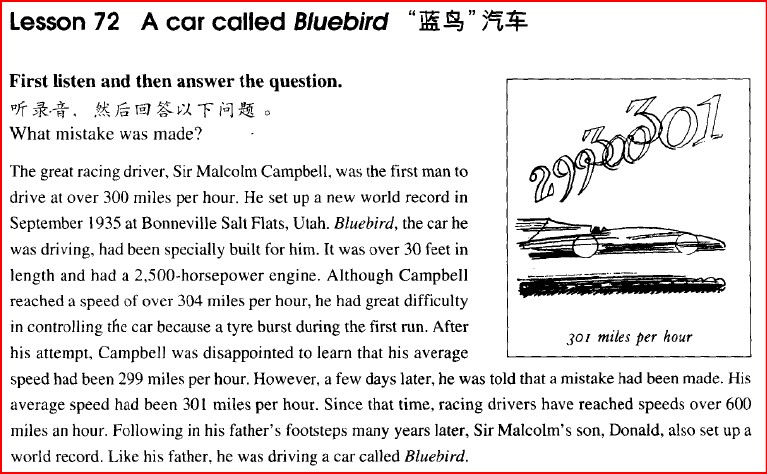 Lesson 72 A car called Bluebird “蓝鸟”汽车
First listen and then answer the question.
听录音，然后回答以下问题。
What mistake was made?
The great racing driver, Sir Malcolm Campbell, was the first man to
drive at over 300 miles per hour. He set up a new world record in
September 1935 at Bonneville Salt Flats, Utah. Bluebird, the car he
was driving, had been specially built for him. It was over 30 feet in
length and had a 2,500-horsepower engine. Although Campbell
reached a speed of over 304 miles per hour, he had great difficulty
in controlling the car because a tyre burst during the first run. After
his attempt, Campbell was disappointed to learn that his average
speed had been 299 miles per hour. However, a few days later, he was told that a mistake had been made. His
average speed had been 301 miles per hour. Since that time, racing drivers have reached speeds over 600
miles an hour. Following in his father's footsteps many years later, Sir Malcolm's son, Donald, also set up a
world record. Like his father, he was driving a car called Bluebird.
299 300 301
301 miles per hour